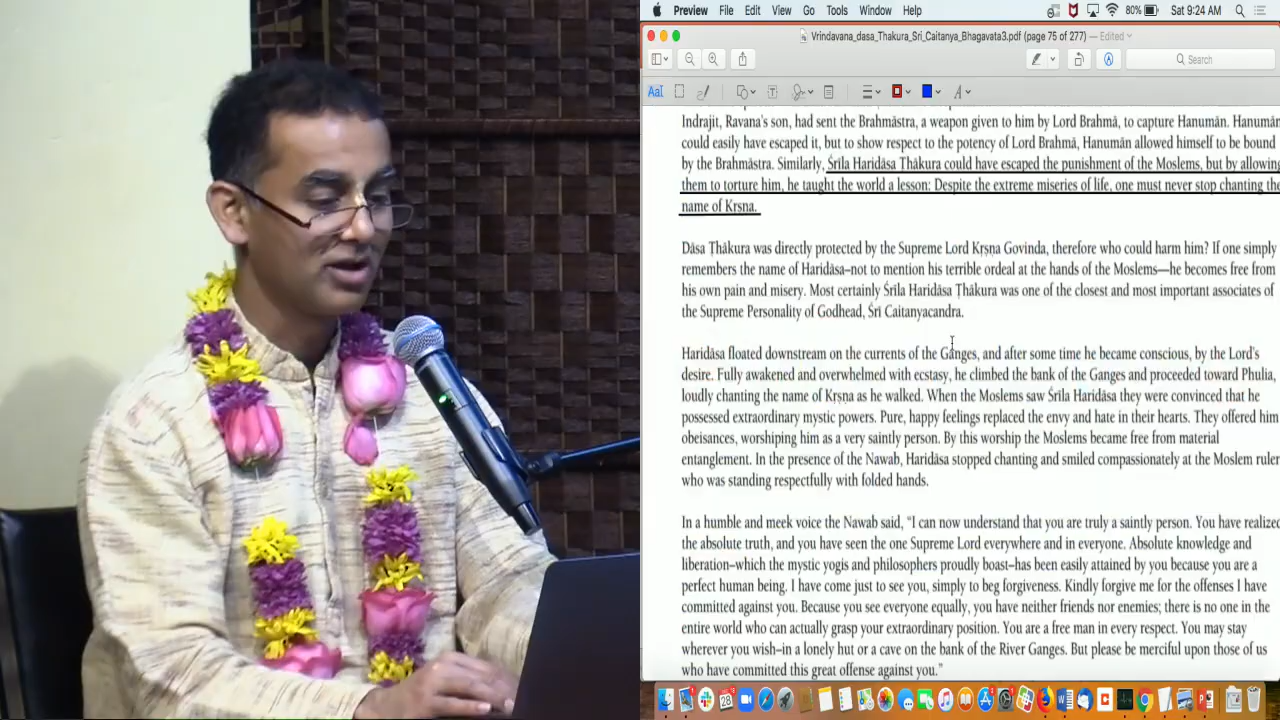 Preview File Edit View Go Tools Window Help 80% Sat 9:24 AM
Vrindavana_dasa_Thakura_Sri_Caitanya_Bhagavata3.pdf (page 75 of 277) — Edited
Search
Indrajit, Ravana's son, had sent the Brahmāstra, a weapon given to him by Lord Brahmā, to capture Hanumān. Hanumān
could easily have escaped it, but to show respect to the potency of Lord Brahmā, Hanumān allowed himself to be bound
by the Brahmāstra. Similarly, Śrīla Haridāsa Ṭhākura could have escaped the punishment of the Moslems, but by allowing
them to torture him, he taught the world a lesson: Despite the extreme miseries of life, one must never stop chanting the
name of Kṛṣṇa.
Dāsa Ṭhākura was directly protected by the Supreme Lord Kṛṣṇa Govinda, therefore who could harm him? If one simply
remembers the name of Haridāsa–not to mention his terrible ordeal at the hands of the Moslems—he becomes free from
his own pain and misery. Most certainly Śrīla Haridāsa Ṭhākura was one of the closest and most important associates of
the Supreme Personality of Godhead, Śrī Caitanyacandra.
Haridāsa floated downstream on the currents of the Ganges, and after some time he became conscious, by the Lord's
desire. Fully awakened and overwhelmed with ecstasy, he climbed the bank of the Ganges and proceeded toward Phulia,
loudly chanting the name of Kṛṣṇa as he walked. When the Moslems saw Śrīla Haridāsa they were convinced that he
possessed extraordinary mystic powers. Pure, happy feelings replaced the envy and hate in their hearts. They offered him
obeisances, worshiping him as a very saintly person. By this worship the Moslems became free from material
entanglement. In the presence of the Nawab, Haridāsa stopped chanting and smiled compassionately at the Moslem ruler
who was standing respectfully with folded hands.
In a humble and meek voice the Nawab said, “I can now understand that you are truly a saintly person. You have realized
the absolute truth, and you have seen the one Supreme Lord everywhere and in everyone. Absolute knowledge and
liberation–which the mystic yogis and philosophers proudly boast–has been easily attained by you because you are a
perfect human being. I have come just to see you, simply to beg forgiveness. Kindly forgive me for the offenses I have
committed against you. Because you see everyone equally, you have neither friends nor enemies; there is no one in the
entire world who can actually grasp your extraordinary position. You are a free man in every respect. You may stay
wherever you wish–in a lonely hut or a cave on the bank of the River Ganges. But please be merciful upon those of us
who have committed this great offense against you.”